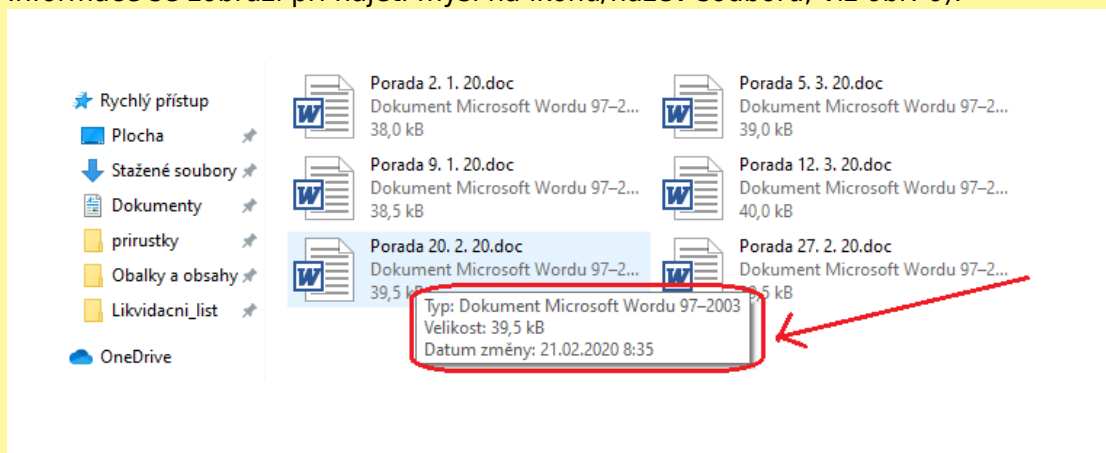 Rychlý přístup
Plocha
Stažené soubory
Dokumenty
prirustky
Obalky a obsahy
Likvidacni_list
OneDrive
Porada 2. 1. 20.doc
Dokument Microsoft Wordu 97–2...
38,0 kB
Porada 5. 3. 20.doc
Dokument Microsoft Wordu 97–2...
39,0 kB
Porada 9. 1. 20.doc
Dokument Microsoft Wordu 97–2...
38,5 kB
Porada 12. 3. 20.doc
Dokument Microsoft Wordu 97–2...
40,0 kB
Porada 20. 2. 20.doc
Dokument Microsoft Wordu 97–2...
39,5
Porada 27. 2. 20.doc
Dokument Microsoft Wordu 97–2...
kB
Typ: Dokument Microsoft Wordu 97–2003
Velikost: 39,5 kB
Datum změny: 21.02.2020 8:35